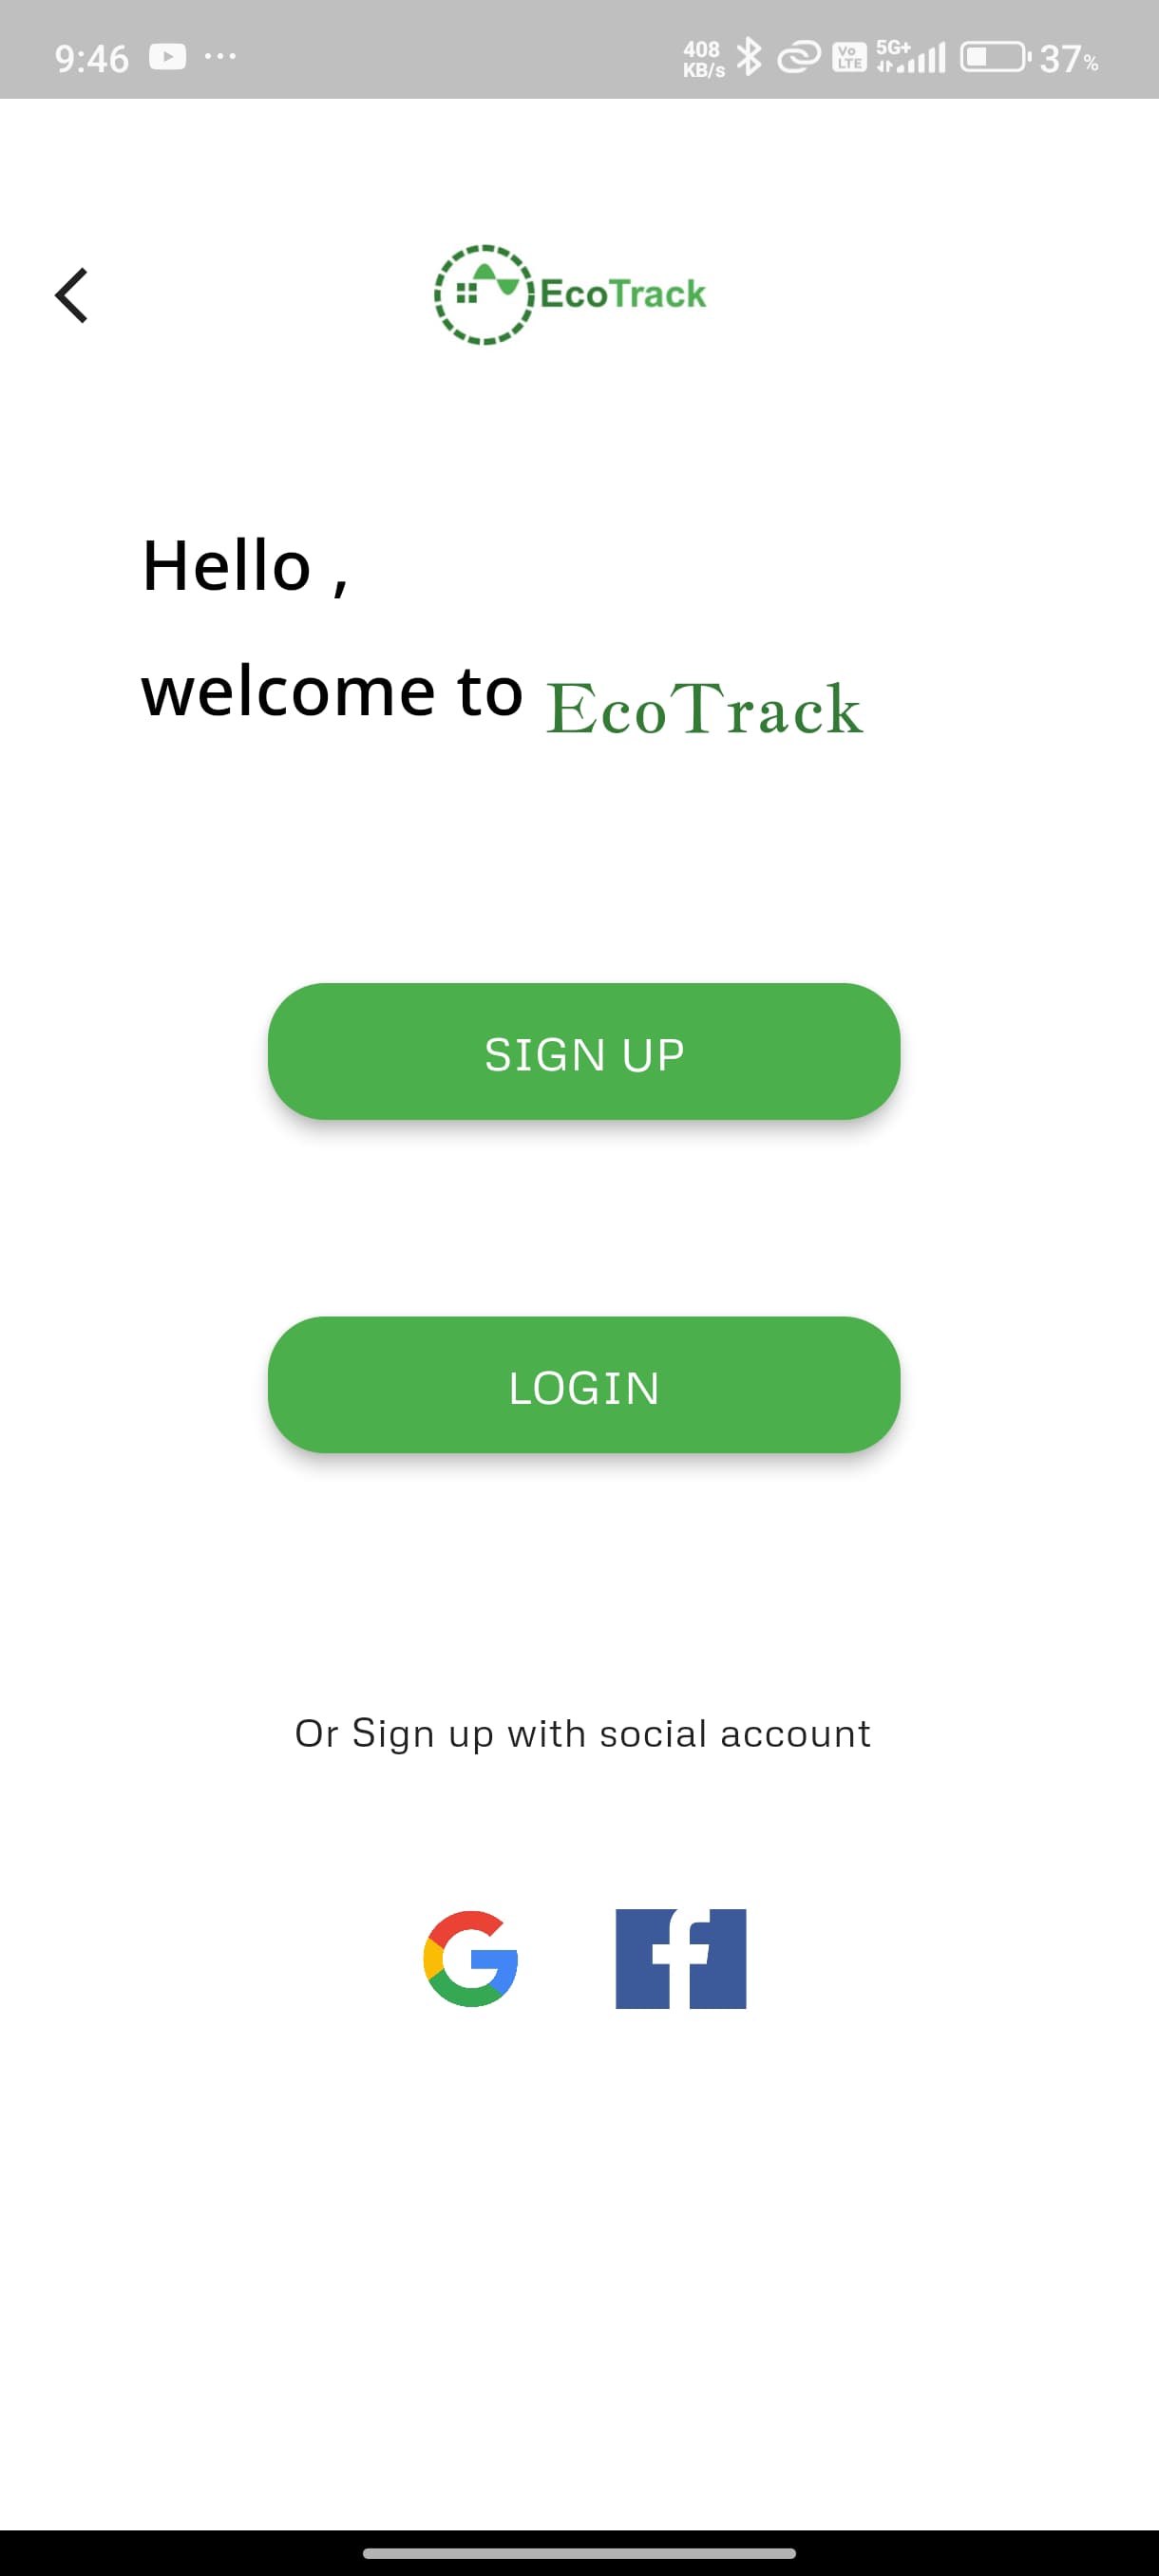 9:46 ... 408 KB/s Vo LTE 5G+ 37%
EcoTrack
Hello ,
welcome to EcoTrack
SIGN UP
LOGIN
Or Sign up with social account